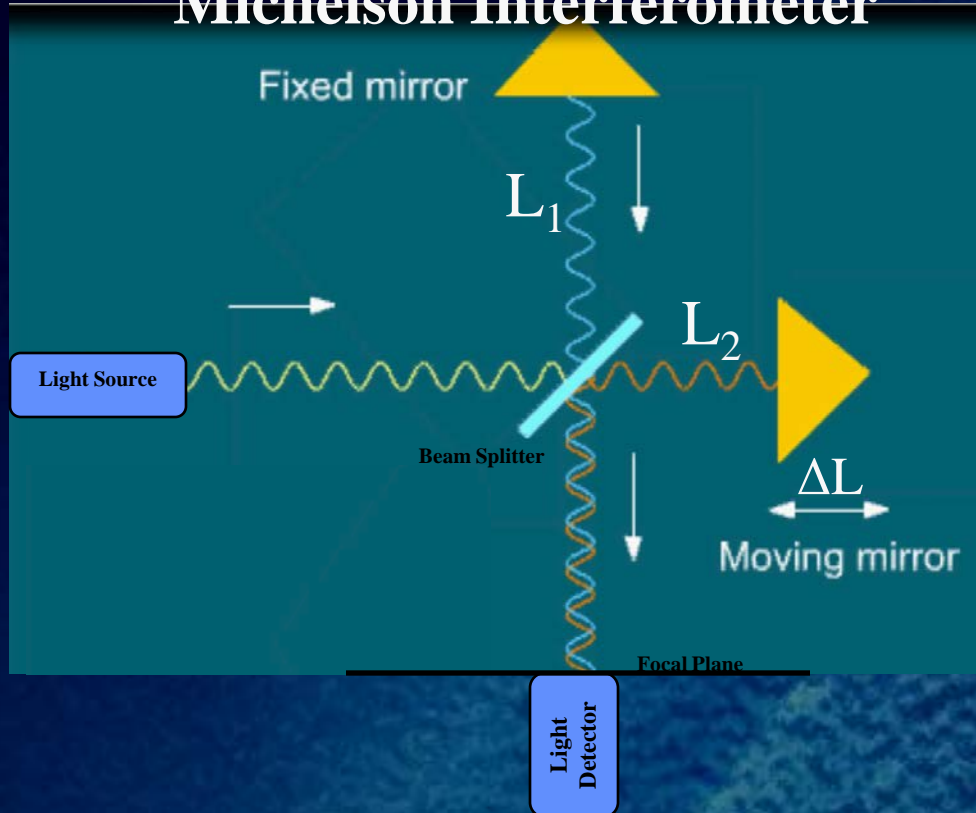 Michelson Interferometer
Fixed mirror
L₁
L₂
Light Source
Beam Splitter
ΔL
Moving mirror
Focal Plane
Light
Detector